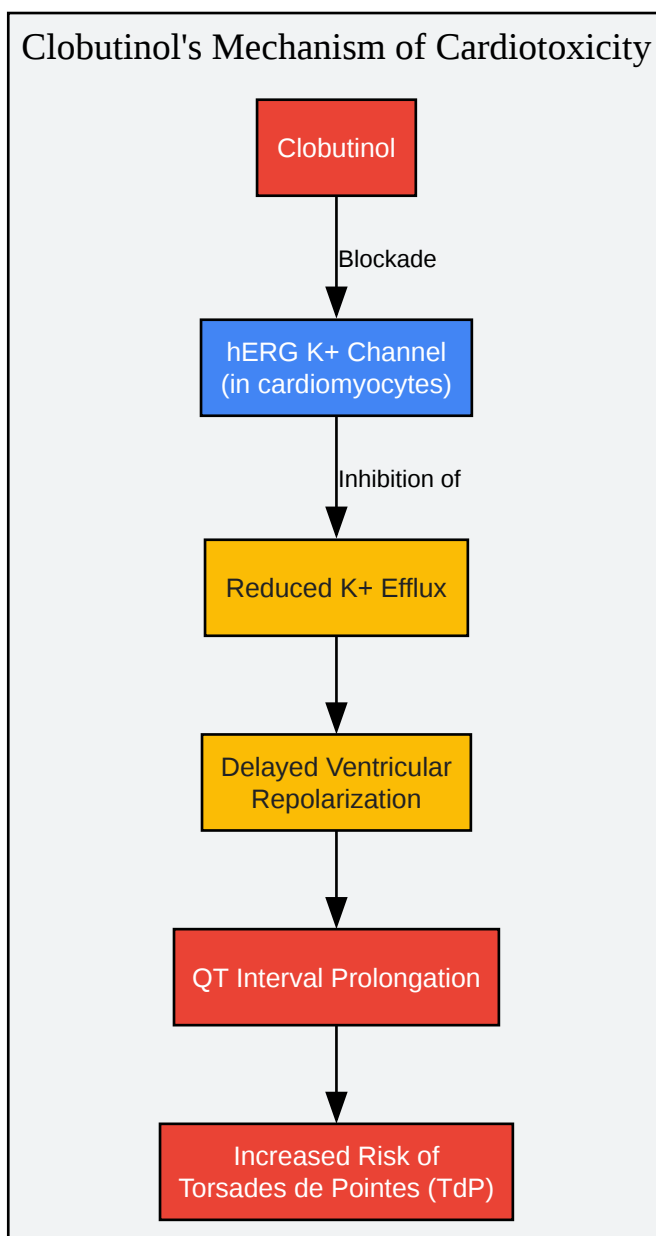 Clobutinol's Mechanism of Cardiotoxicity
Clobutinol
Blockade
hERG K+ Channel
(in cardiomyocytes)
Inhibition of
Reduced K+ Efflux
Delayed Ventricular
Repolarization
QT Interval Prolongation
Increased Risk of
Torsades de Pointes (TdP)